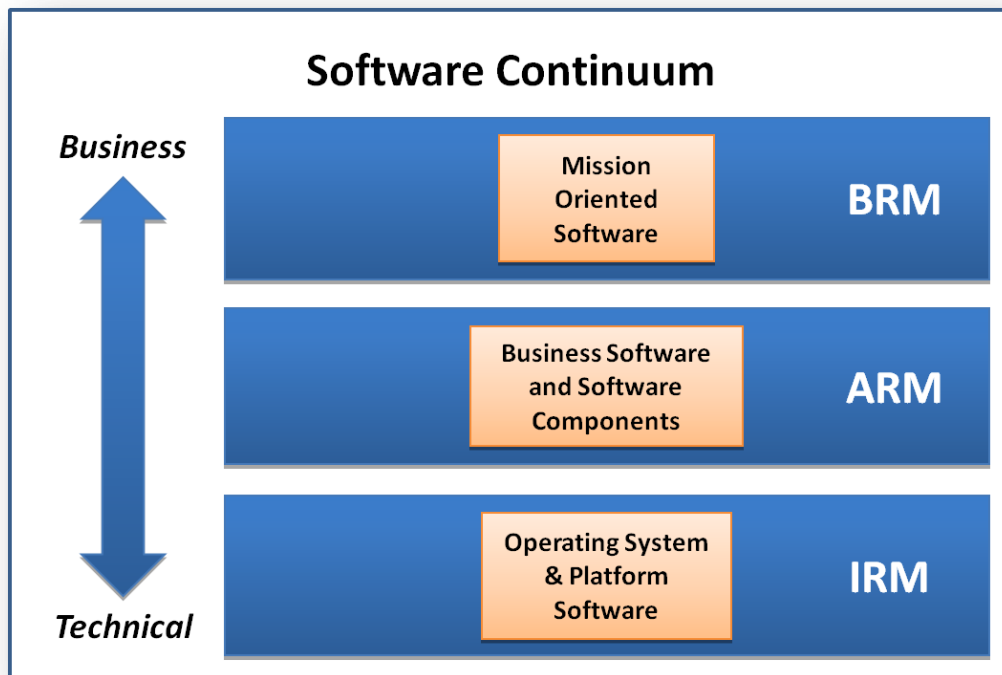 Software Continuum
Business
Mission
Oriented
Software
BRM
Business Software
and Software
Components
ARM
Operating System
& Platform
Software
IRM
Technical